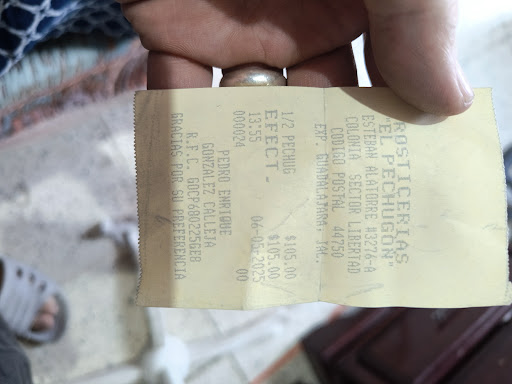 ROSTICERIAS
"EL PECHUGON"
ESTEBAN ALATORRE #3276-A
COLONIA SECTOR LIBERTAD
CODIGO POSTAL 44750
EXP. GUADALAJARA, JAL.
1/2 PECHUG $105.00
EFECT. $105.00
13:55 06-05-2025
000024 00
PEDRO ENRIQUE
GONZALEZ CALLEJA
R.F.C. GOCP680225GE8
GRACIAS POR SU PREFERENCIA